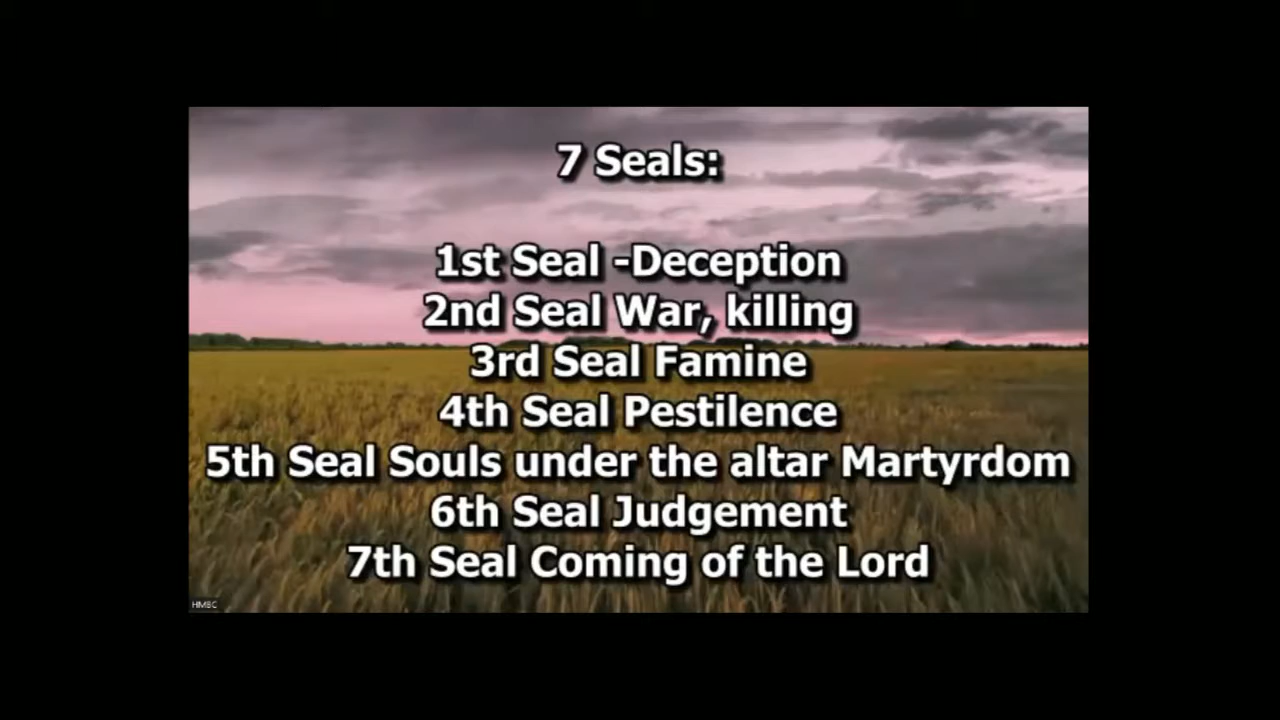 7 Seals:
1st Seal -Deception
2nd Seal War, killing
3rd Seal Famine
4th Seal Pestilence
5th Seal Souls under the altar Martyrdom
6th Seal Judgement
7th Seal Coming of the Lord
HMBC